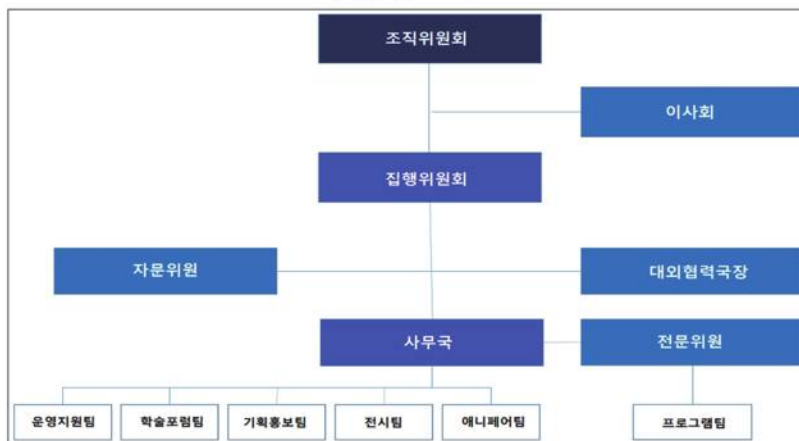 조직위원회
이사회
집행위원회
자문위원
대외협력국장
사무국
전문위원
운영지원팀
학술포럼팀
기획홍보팀
전시팀
애니페어팀
프로그램팀